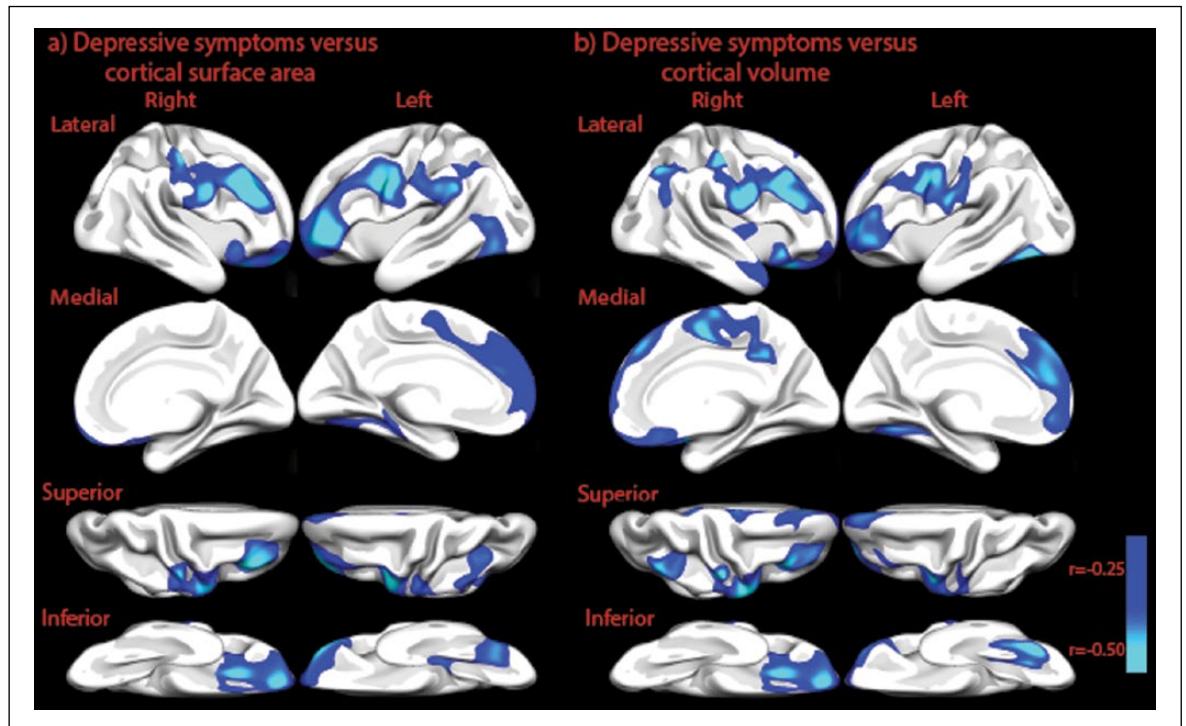 a) Depressive symptoms versus
cortical surface area
Right
Left
Lateral
Medial
Superior
Inferior
b) Depressive symptoms versus
cortical volume
Right
Left
Lateral
Medial
Superior
Inferior
r=-0.25
r=-0.50